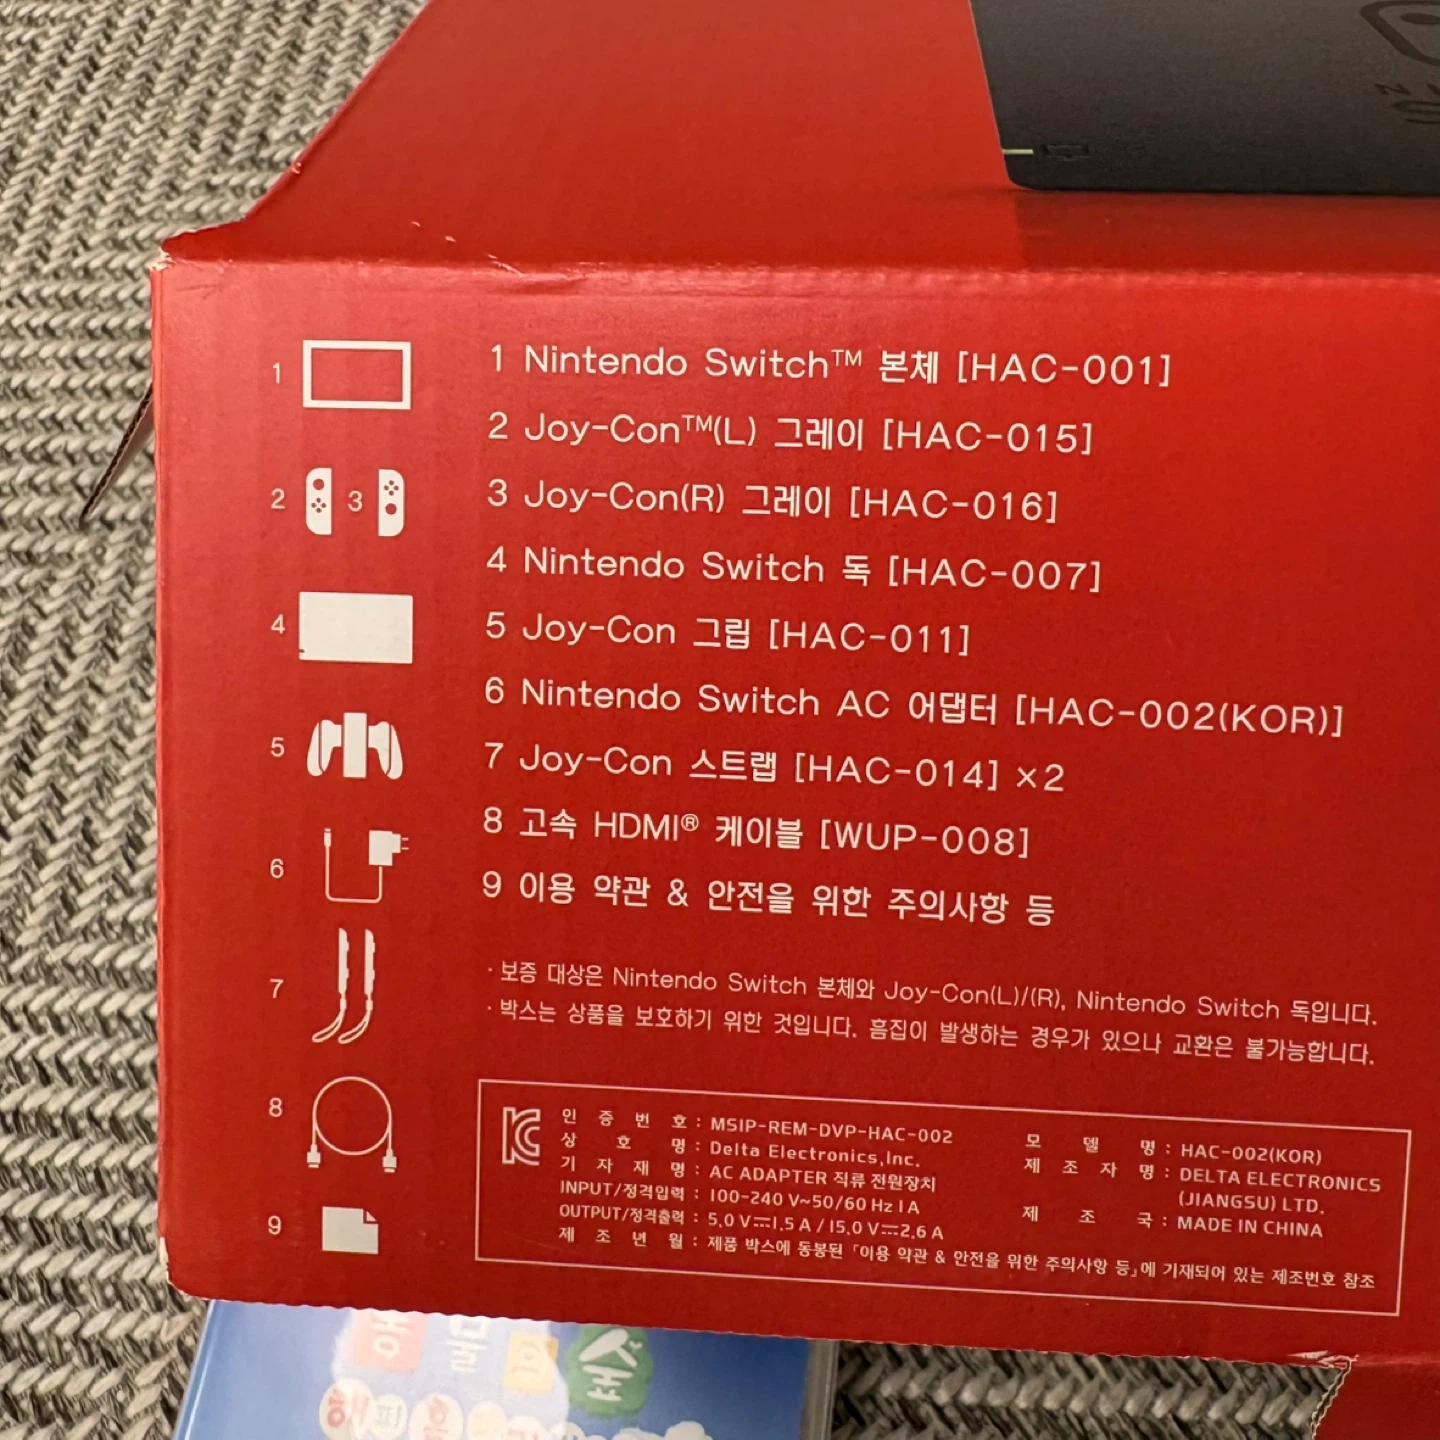 1 Nintendo Switch™ 본체 [HAC-001]
2 Joy-Con™(L) 그레이 [HAC-015]
3 Joy-Con(R) 그레이 [HAC-016]
4 Nintendo Switch 독 [HAC-007]
5 Joy-Con 그립 [HAC-011]
6 Nintendo Switch AC 어댑터 [HAC-002(KOR)]
7 Joy-Con 스트랩 [HAC-014] ×2
8 고속 HDMI® 케이블 [WUP-008]
9 이용 약관 & 안전을 위한 주의사항 등
1
2 3
4
5
6
7
8
9
· 보증 대상은 Nintendo Switch 본체와 Joy-Con(L)/(R), Nintendo Switch 독입니다.
· 박스는 상품을 보호하기 위한 것입니다. 흠집이 발생하는 경우가 있으나 교환은 불가능합니다.
인 증 번 호 : MSIP-REM-DVP-HAC-002
상 호 명 : Delta Electronics,Inc.
기 자 재 명 : AC ADAPTER 직류 전원장치
INPUT/정격입력 : 100-240 V~50/60 Hz 1 A
OUTPUT/정격출력 : 5.0 V⎓1.5 A / 15.0 V⎓2.6 A
제 조 년 월 : 제품 박스에 동봉된 「이용 약관 & 안전을 위한 주의사항 등」에 기재되어 있는 제조번호 참조
모 델 명 : HAC-002(KOR)
제 조 자 명 : DELTA ELECTRONICS
(JIANGSU) LTD.
제 조 국 : MADE IN CHINA